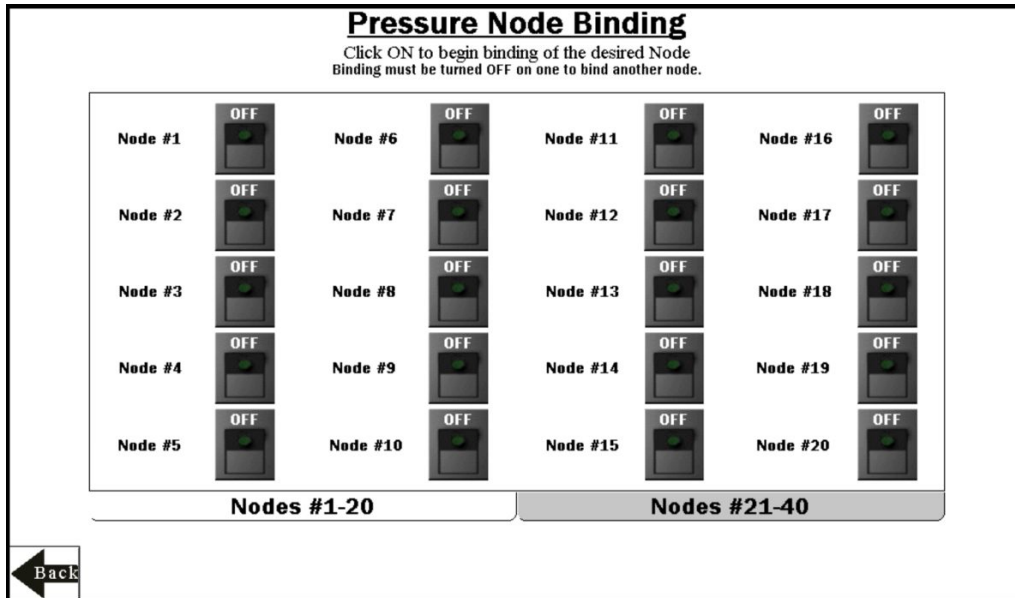 Pressure Node Binding
Click ON to begin binding of the desired Node
Binding must be turned OFF on one to bind another node.
OFF OFF OFF OFF
Node #1 Node #6 Node #11 Node #16
OFF OFF OFF OFF
Node #2 Node #7 Node #12 Node #17
OFF OFF OFF OFF
Node #3 Node #8 Node #13 Node #18
OFF OFF OFF OFF
Node #4 Node #9 Node #14 Node #19
OFF OFF OFF OFF
Node #5 Node #10 Node #15 Node #20
Nodes #1-20 Nodes #21-40
Back